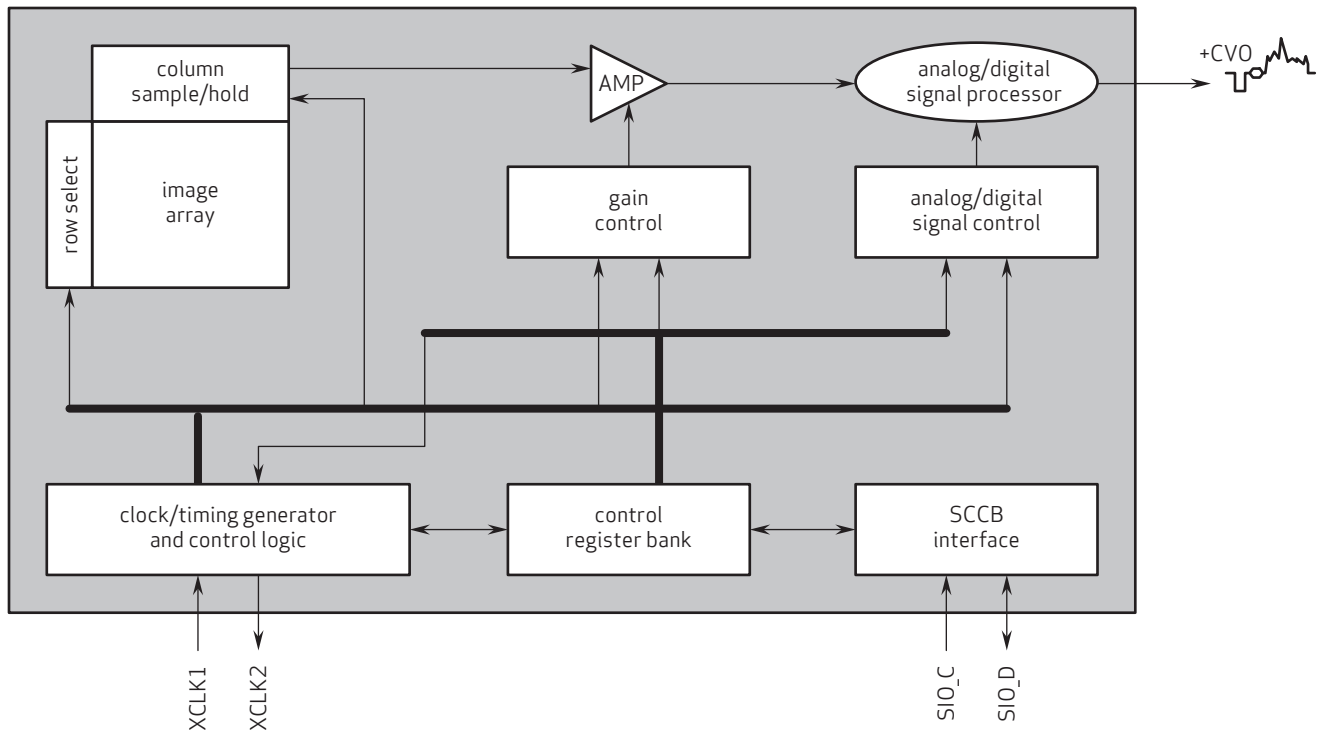 column
sample/hold
AMP
analog/digital
signal processor
+CVO
row select
image
array
gain
control
analog/digital
signal control
clock/timing generator
and control logic
control
register bank
SCCB
interface
XCLK1
XCLK2
SIO_C
SIO_D